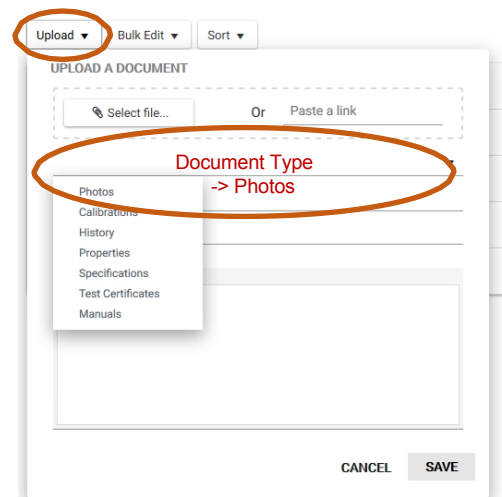 Upload ▼ Bulk Edit ▼ Sort ▼
UPLOAD A DOCUMENT
Select file... Or Paste a link
Document Type
-> Photos
Photos
Calibrations
History
Properties
Specifications
Test Certificates
Manuals
CANCEL SAVE